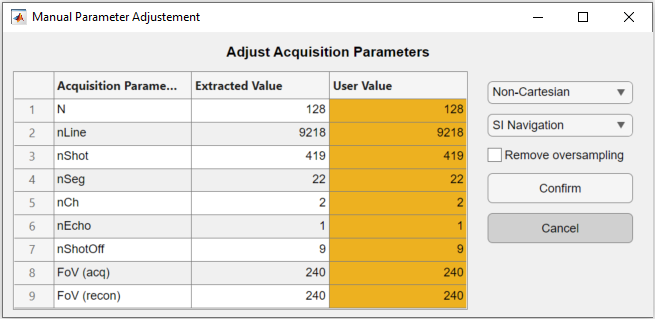 Manual Parameter Adjustement
Adjust Acquisition Parameters
Acquisition Parame... Extracted Value User Value
1 N 128 128
2 nLine 9218 9218
3 nShot 419 419
4 nSeg 22 22
5 nCh 2 2
6 nEcho 1 1
7 nShotOff 9 9
8 FoV (acq) 240 240
9 FoV (recon) 240 240
Non-Cartesian
SI Navigation
Remove oversampling
Confirm
Cancel